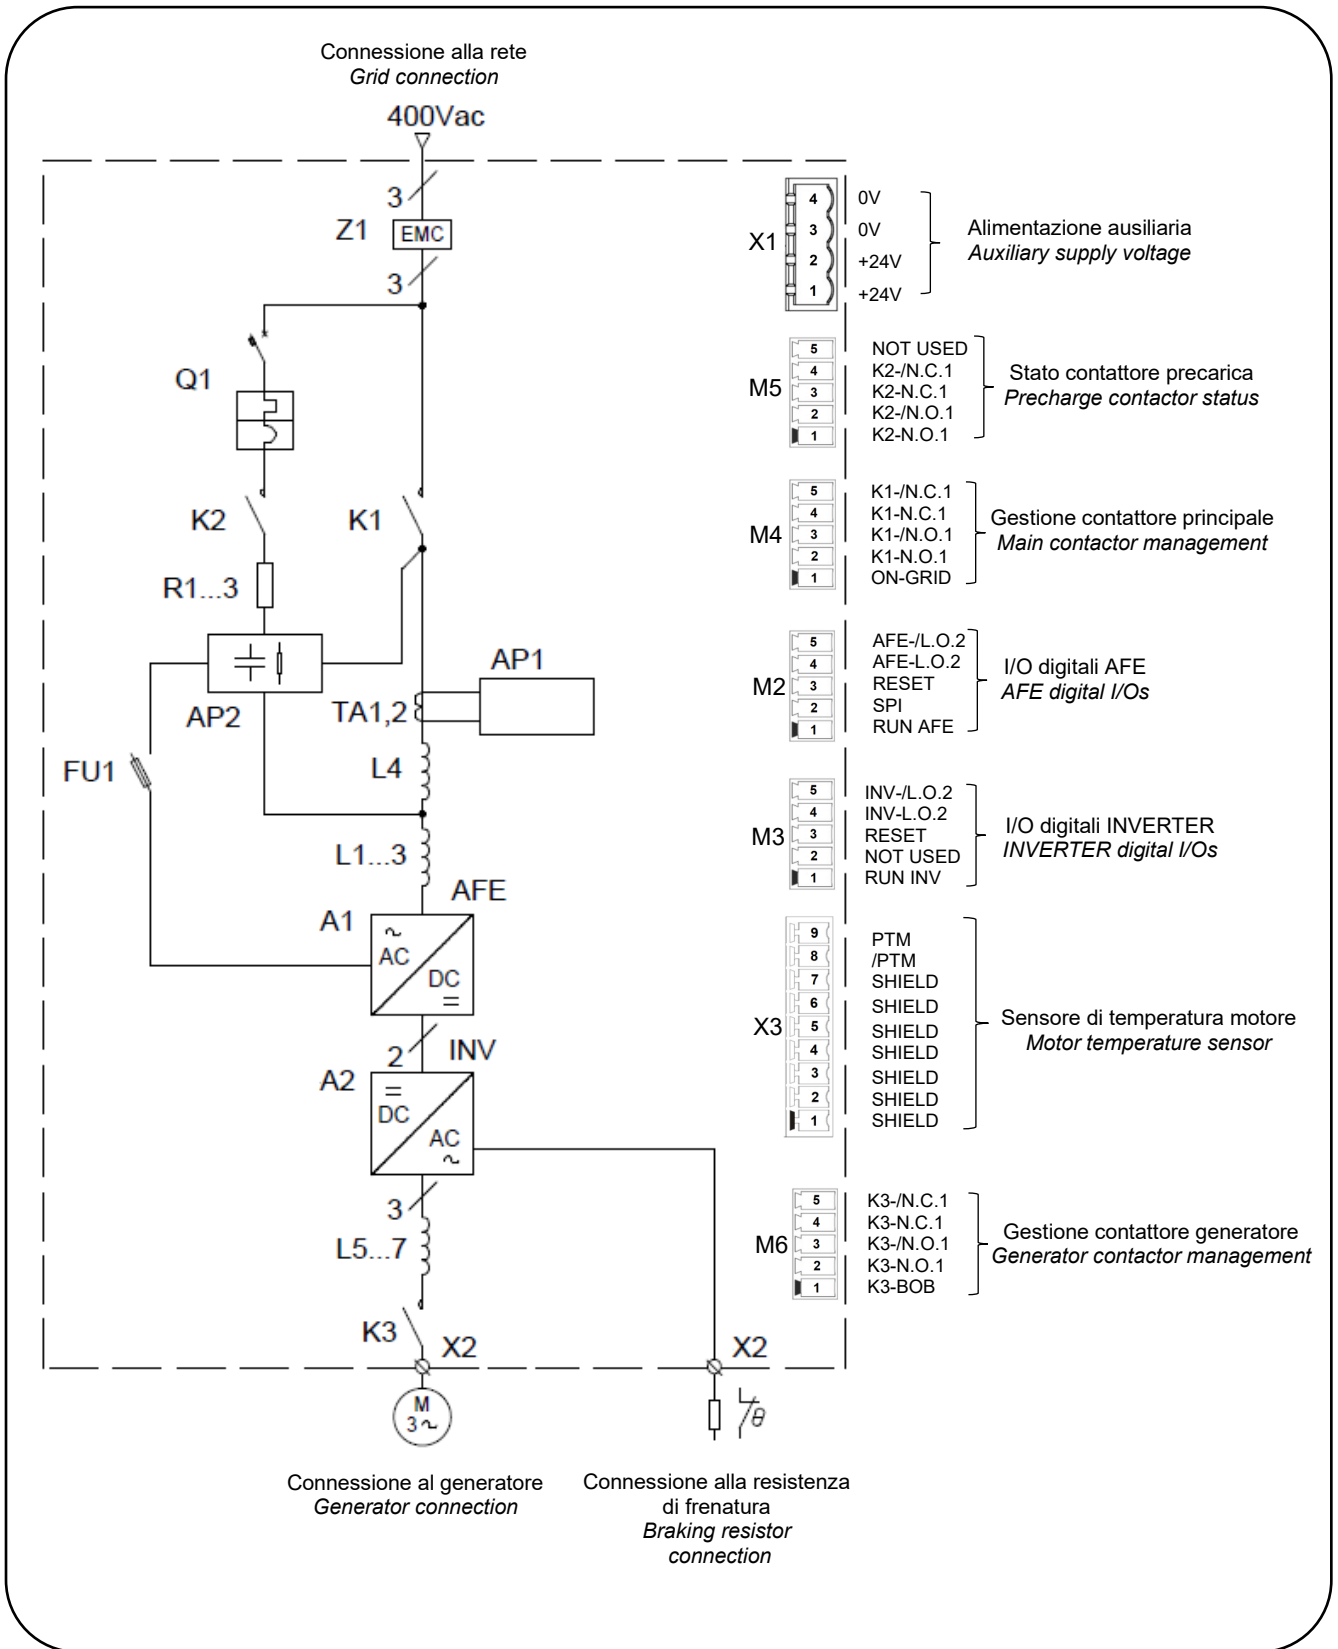 Connessione alla rete
Grid connection
400Vac
3
Z1
EMC
3
Q1
K2
K1
R1...3
AP1
AP2
TA1,2
FU1
L4
L1...3
AFE
A1
AC
DC
2
INV
A2
DC
AC
3
L5...7
K3
X2
X2
M
3
θ
Connessione al generatore
Generator connection
Connessione alla resistenza
di frenatura
Braking resistor
connection
X1
4 0V
3 0V
2 +24V
1 +24V
Alimentazione ausiliaria
Auxiliary supply voltage
M5
5 NOT USED
4 K2-/N.C.1
3 K2-N.C.1
2 K2-/N.O.1
1 K2-N.O.1
Stato contattore precarica
Precharge contactor status
M4
5 K1-/N.C.1
4 K1-N.C.1
3 K1-/N.O.1
2 K1-N.O.1
1 ON-GRID
Gestione contattore principale
Main contactor management
M2
5 AFE-/L.O.2
4 AFE-L.O.2
3 RESET
2 SPI
1 RUN AFE
I/O digitali AFE
AFE digital I/Os
M3
5 INV-/L.O.2
4 INV-L.O.2
3 RESET
2 NOT USED
1 RUN INV
I/O digitali INVERTER
INVERTER digital I/Os
X3
9 PTM
8 /PTM
7 SHIELD
6 SHIELD
5 SHIELD
4 SHIELD
3 SHIELD
2 SHIELD
1 SHIELD
Sensore di temperatura motore
Motor temperature sensor
M6
5 K3-/N.C.1
4 K3-N.C.1
3 K3-/N.O.1
2 K3-N.O.1
1 K3-BOB
Gestione contattore generatore
Generator contactor management